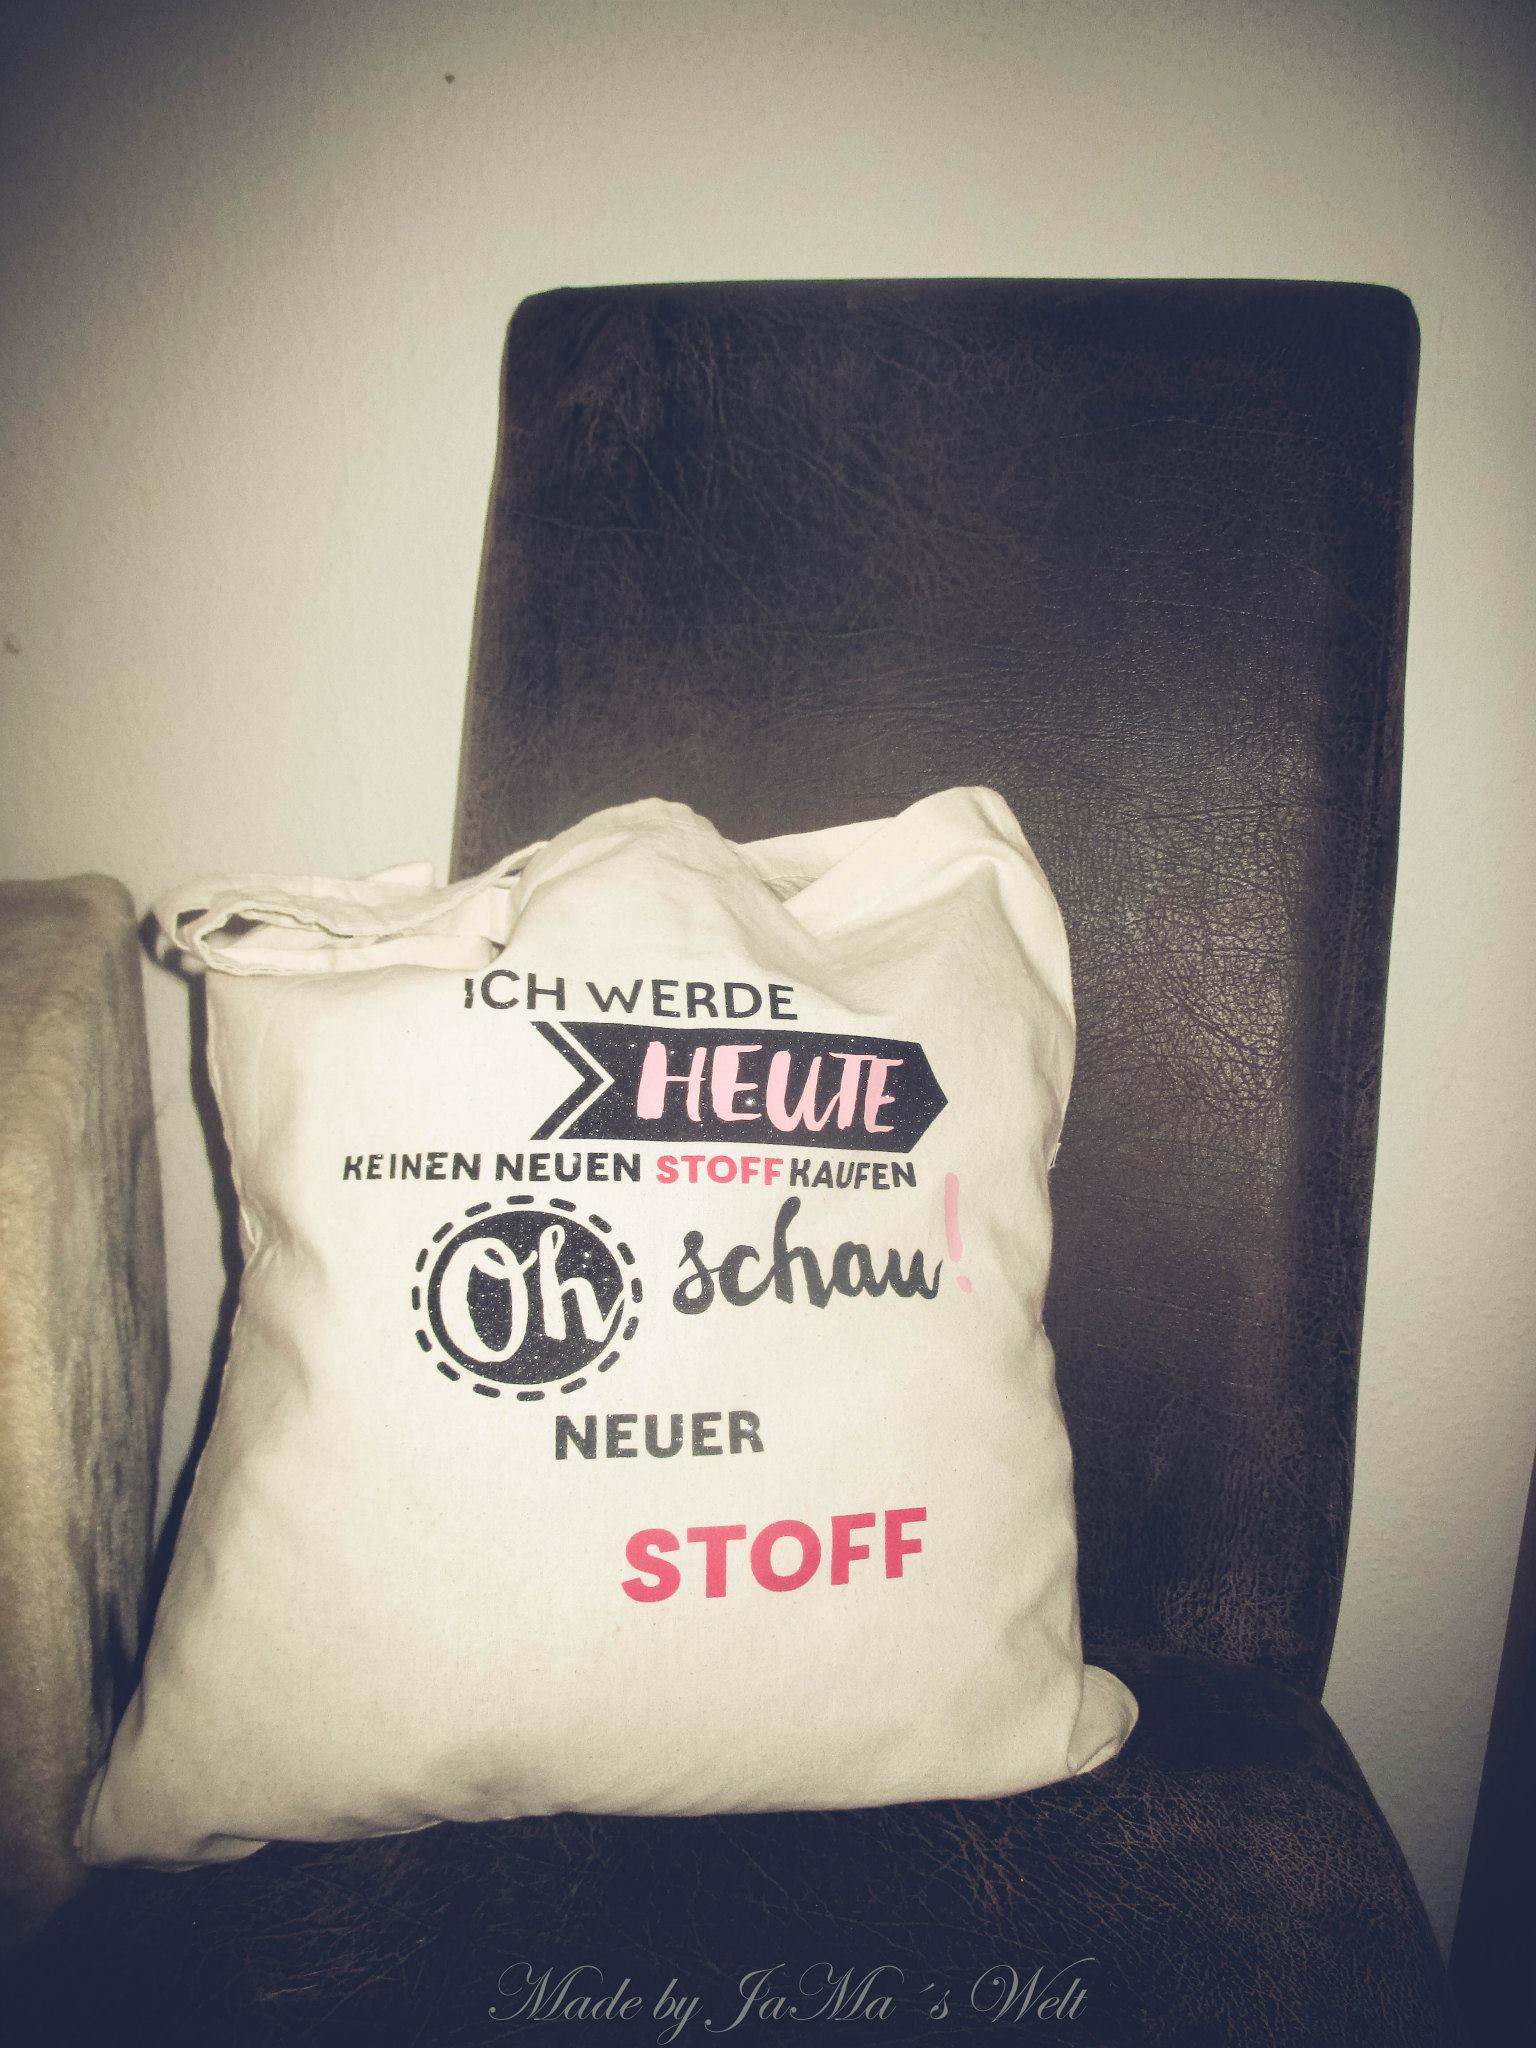 ICH WERDE
HEUTE
KEINEN NEUEN STOFF KAUFEN
Oh schau!
NEUER
STOFF
Made by JaMa´s Welt